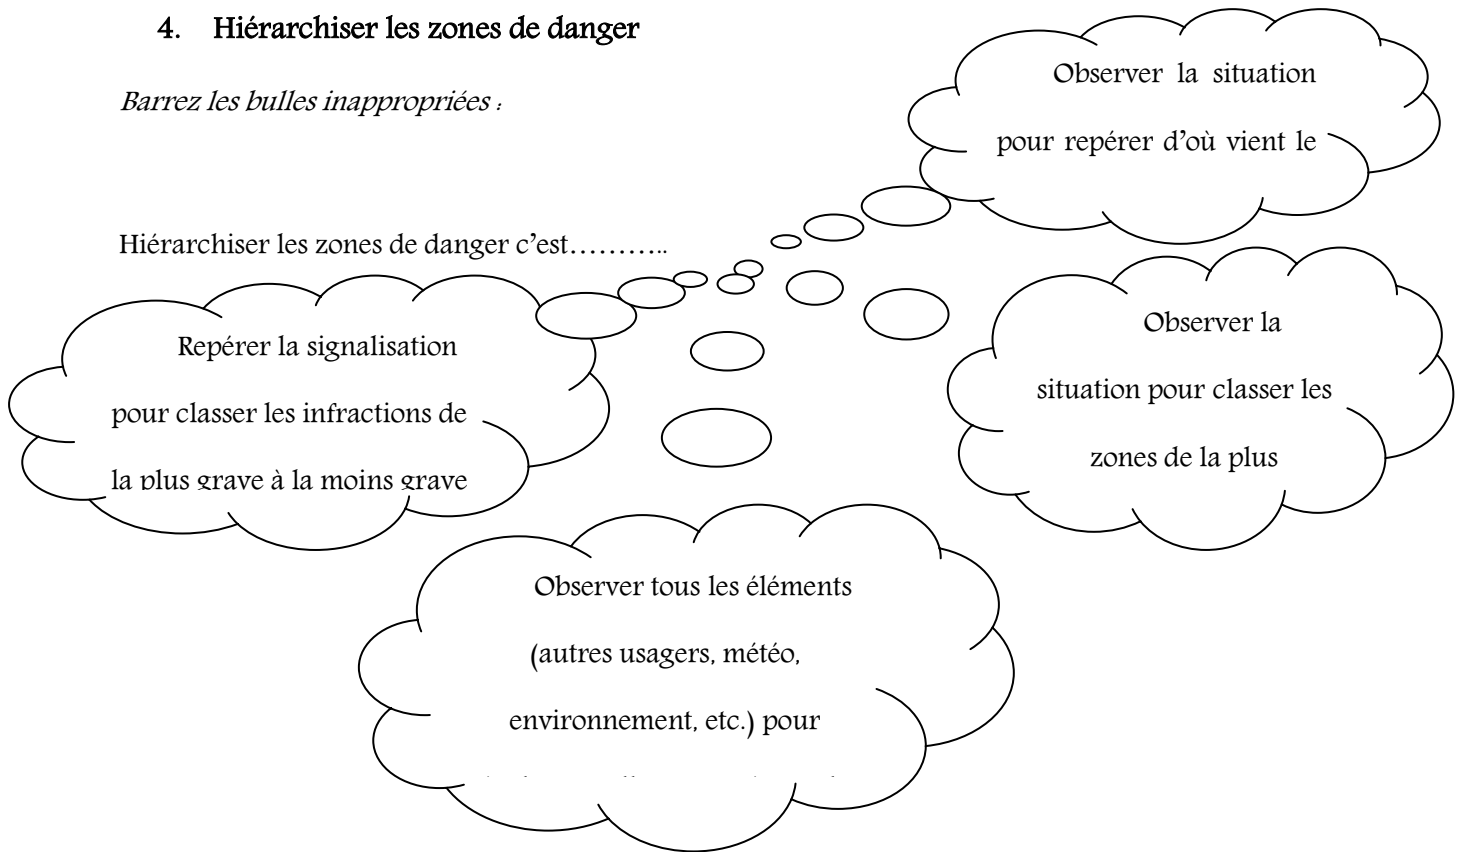 4. Hiérarchiser les zones de danger
Barrez les bulles inappropriées :
Observer la situation
pour repérer d’où vient le
Hiérarchiser les zones de danger c’est………..
Repérer la signalisation
pour classer les infractions de
la plus grave à la moins grave
Observer la
situation pour classer les
zones de la plus
Observer tous les éléments
(autres usagers, météo,
environnement, etc.) pour